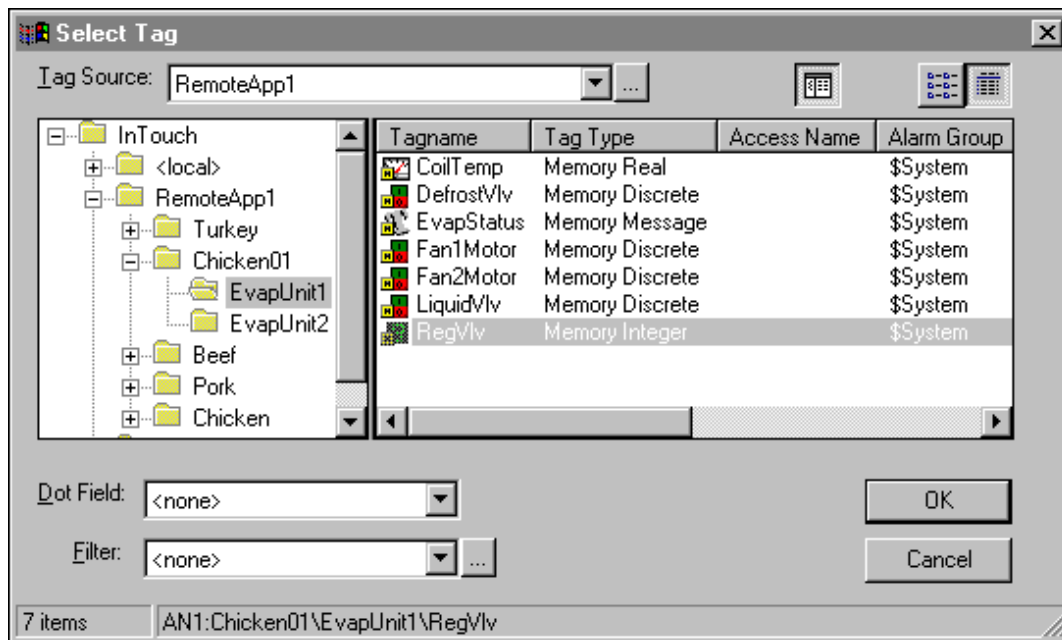 Select Tag
Tag Source: RemoteApp1 ...
InTouch
<local>
RemoteApp1
Turkey
Chicken01
EvapUnit1
EvapUnit2
Beef
Pork
Chicken
Tagname Tag Type Access Name Alarm Group
CoilTemp Memory Real $System
DefrostVlv Memory Discrete $System
EvapStatus Memory Message $System
Fan1Motor Memory Discrete $System
Fan2Motor Memory Discrete $System
LiquidVlv Memory Discrete $System
RegVlv Memory Integer $System
Dot Field: <none>
OK
Filter: <none> ...
Cancel
7 items AN1:Chicken01\EvapUnit1\RegVlv